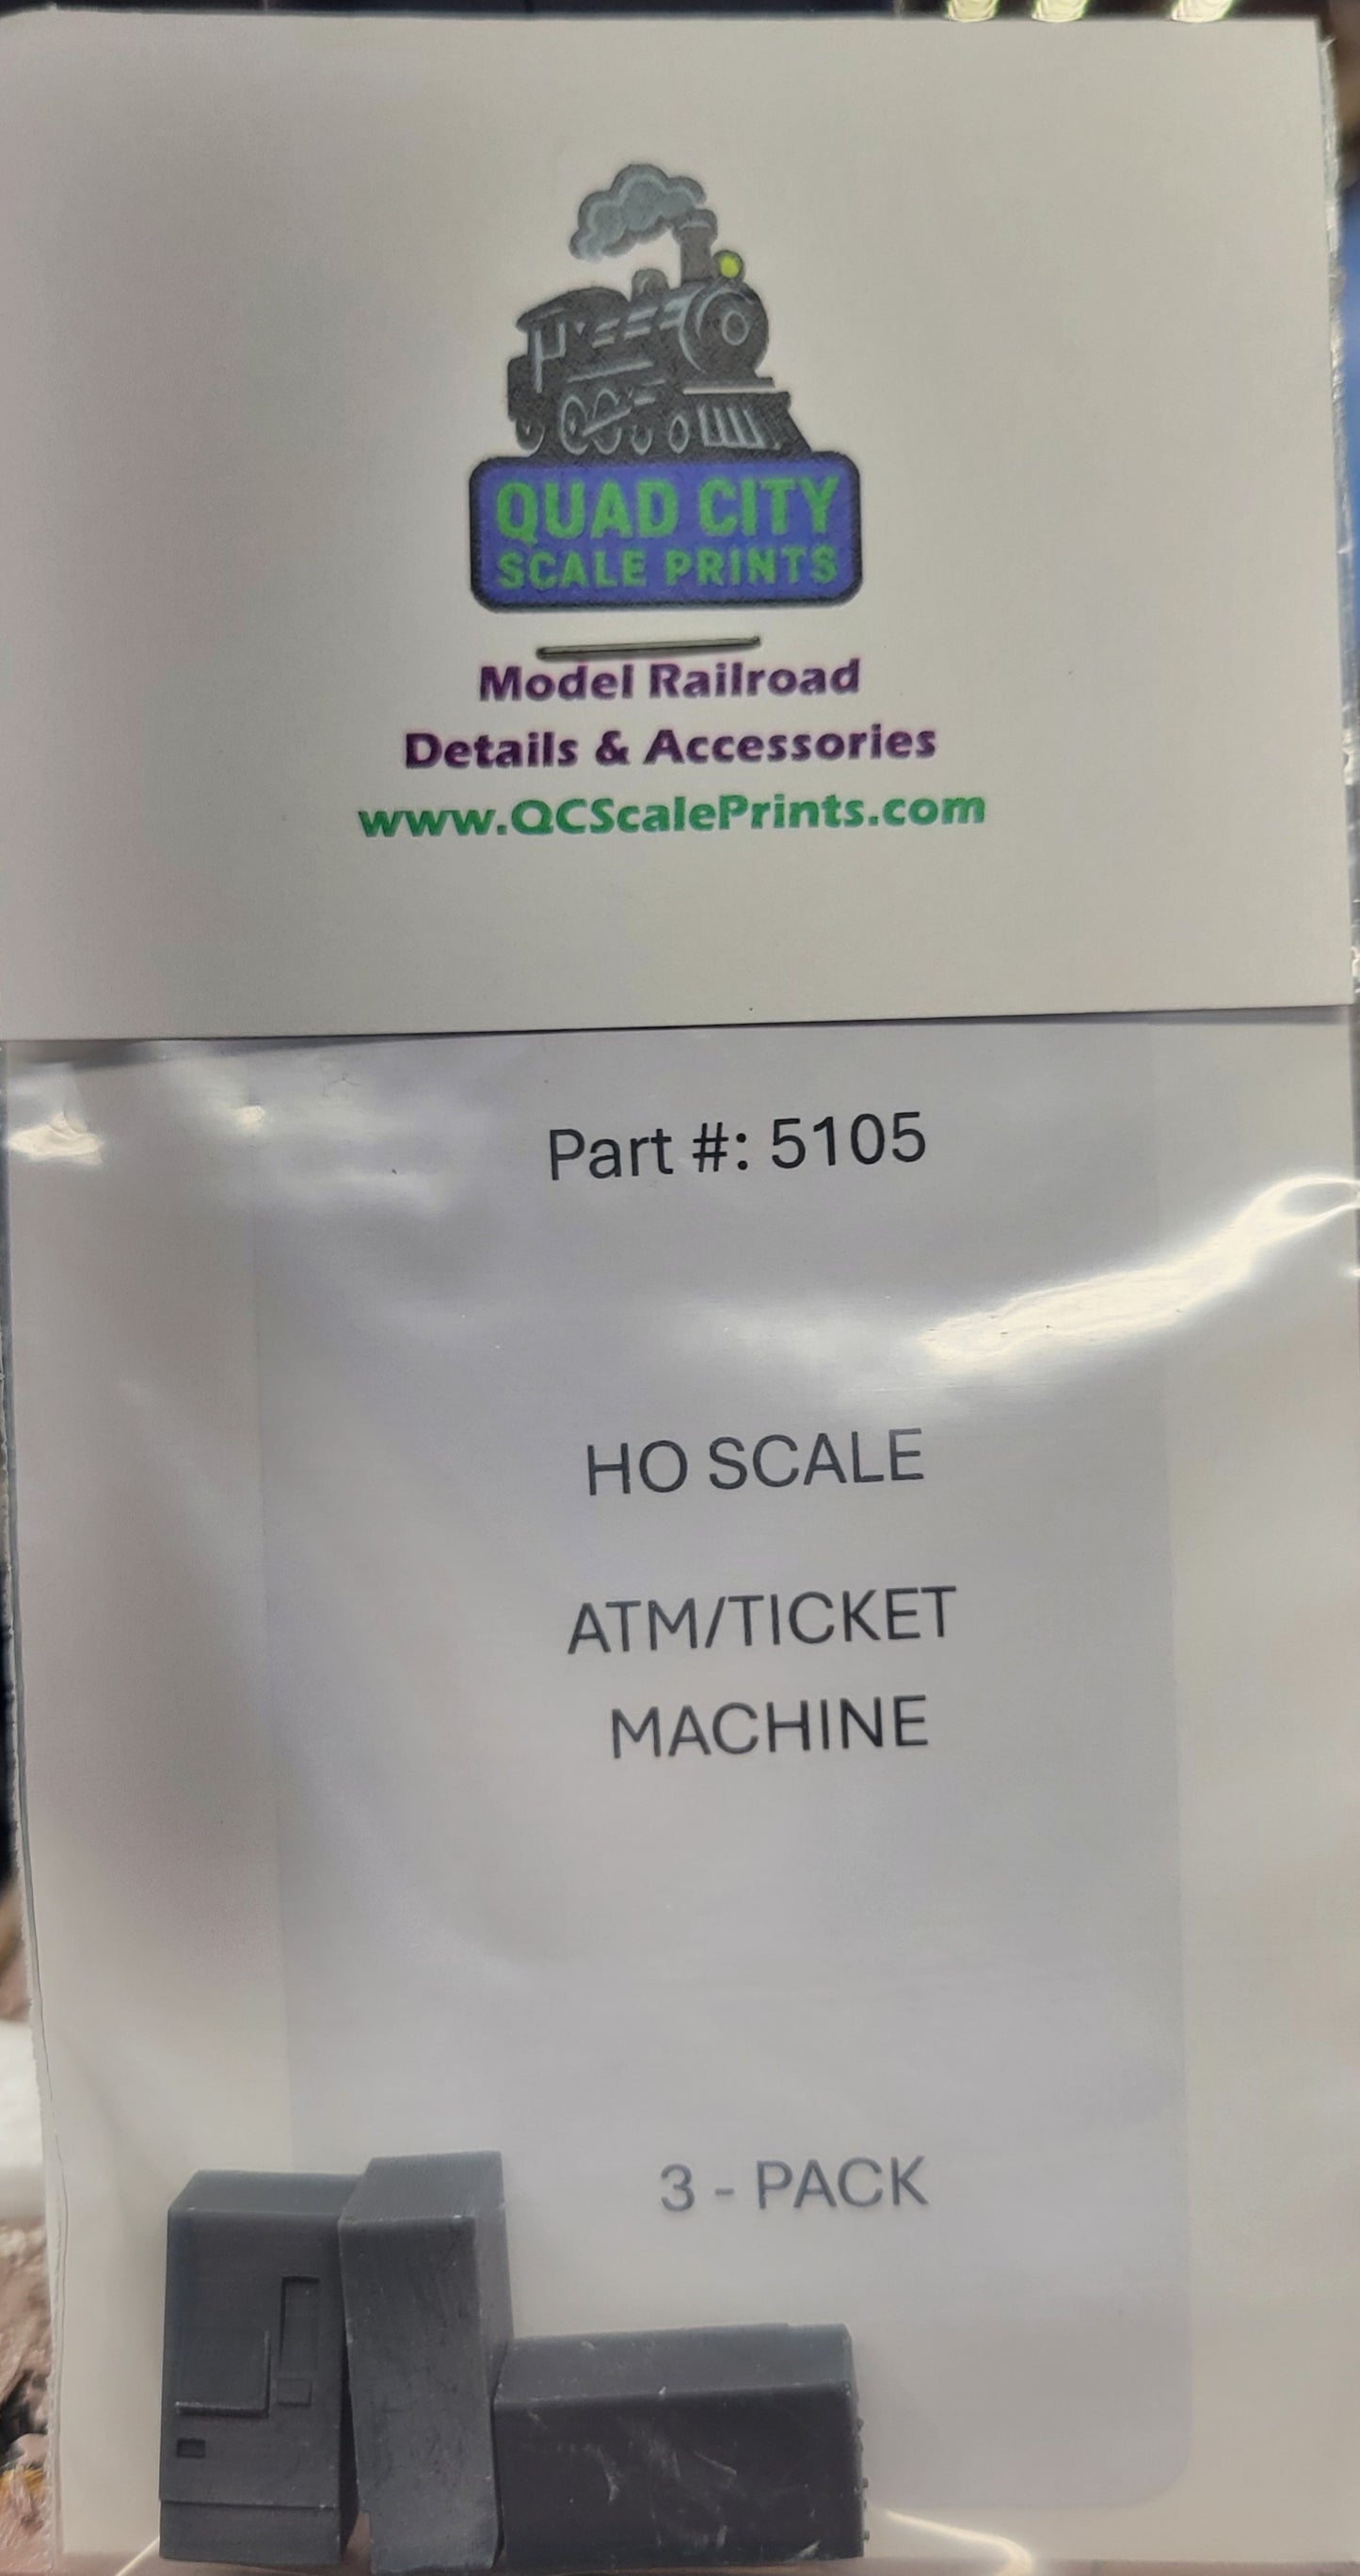 QUAD CITY
SCALE PRINTS
Model Railroad
Details & Accessories
www.QCScalePrints.com
Part #: 5105
HO SCALE
ATM/TICKET
MACHINE
3 - PACK